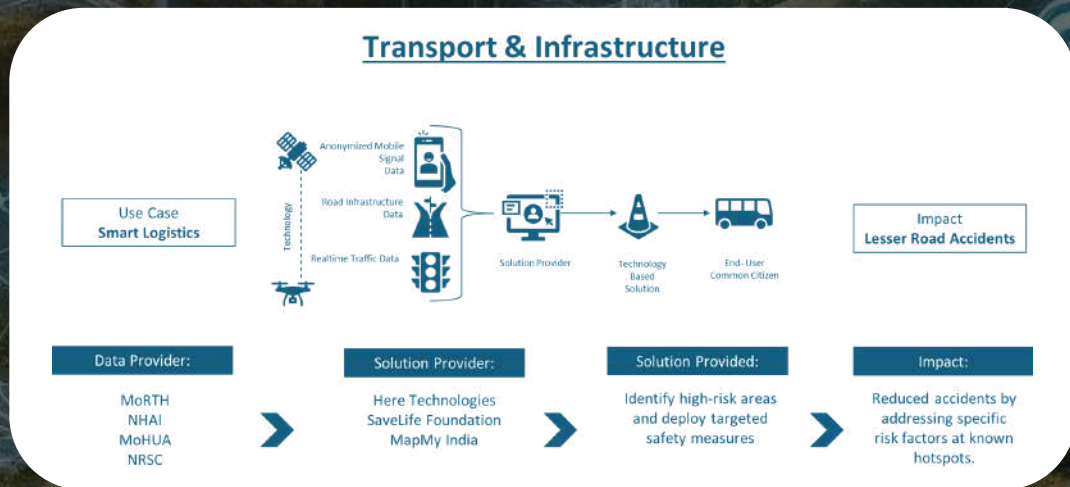 Transport & Infrastructure
Use Case
Smart Logistics
Technology
Anonymized Mobile
Signal
Data
Road Infrastructure
Data
Realtime Traffic Data
Solution Provider
Technology
Based
Solution
End- User
Common Citizen
Impact
Lesser Road Accidents
Data Provider:
MoRTH
NHAI
MoHUA
NRSC
Solution Provider:
Here Technologies
SaveLife Foundation
MapMy India
Solution Provided:
Identify high-risk areas
and deploy targeted
safety measures
Impact:
Reduced accidents by
addressing specific
risk factors at known
hotspots.